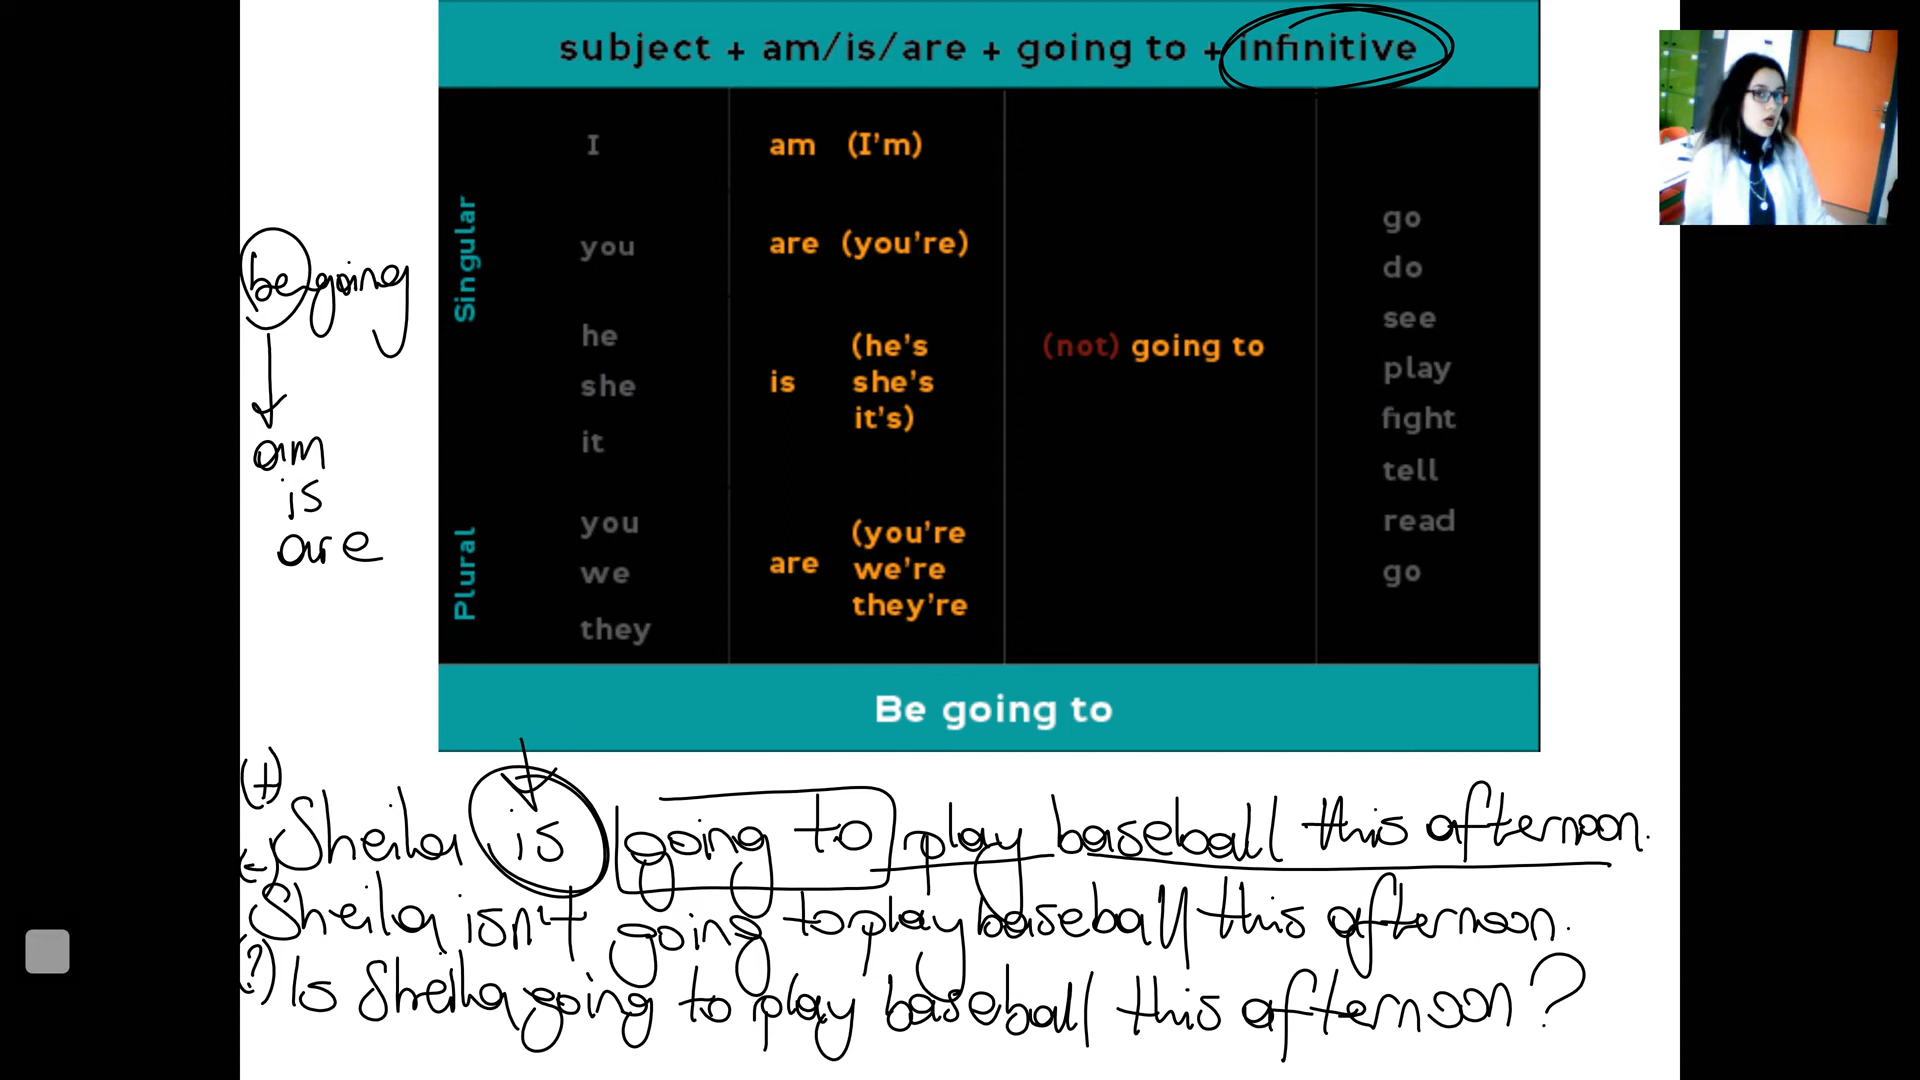 subject + am/is/are + going to + infinitive
Singular
I am (I'm)
you are (you're)
he
she
it
is
(he's
she's
it's)
(not) going to
Plural
you
we
they
are
(you're
we're
they're
go
do
see
play
fight
tell
read
go
Be going to
be going
am
is
are
(+)
Sheila is going to play baseball this afternoon.
(-)
Sheila isn't going to play baseball this afternoon.
(?) Is Sheila going to play baseball this afternoon?